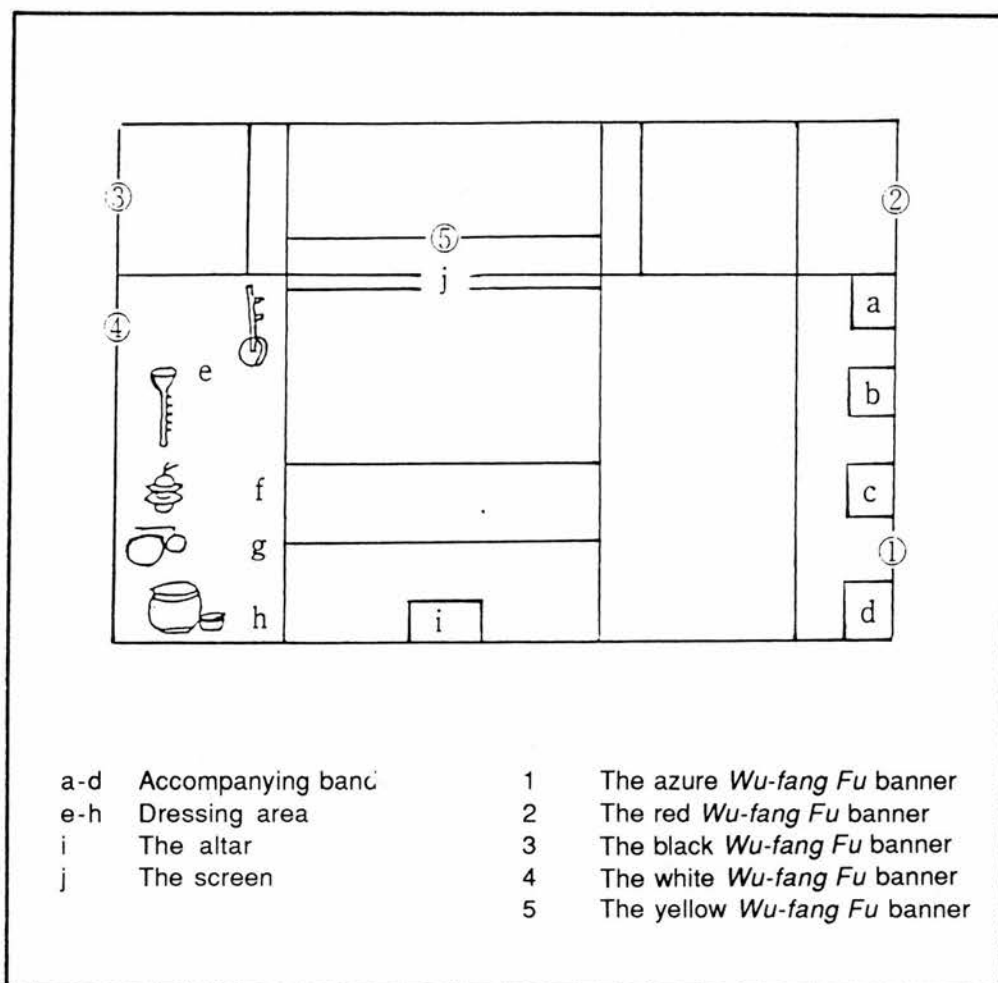 ③
②
⑤
j
④
a
e
b
f
c
g
①
h
i
d
a-d Accompanying band
e-h Dressing area
i The altar
j The screen
1 The azure Wu-fang Fu banner
2 The red Wu-fang Fu banner
3 The black Wu-fang Fu banner
4 The white Wu-fang Fu banner
5 The yellow Wu-fang Fu banner